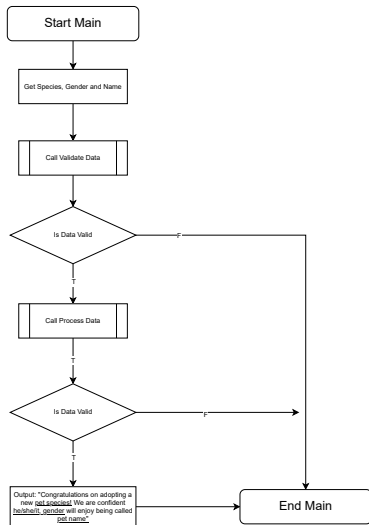 Start Main
Get Species, Gender and Name
Call Validate Data
Is Data Valid
F
T
Call Process Data
T
Is Data Valid
F
T
Output: "Congratulations on adopting a
new pet species! We are confident
he/she/it, gender will enjoy being called
pet name"
End Main